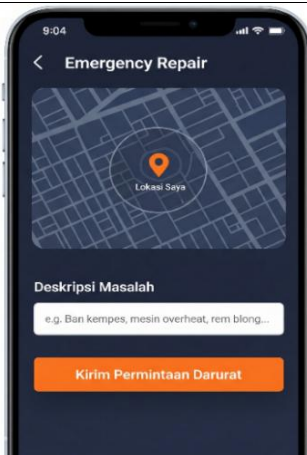 9:04
Emergency Repair
Lokasi Saya
Deskripsi Masalah
e.g. Ban kempes, mesin overheat, rem blong...
Kirim Permintaan Darurat